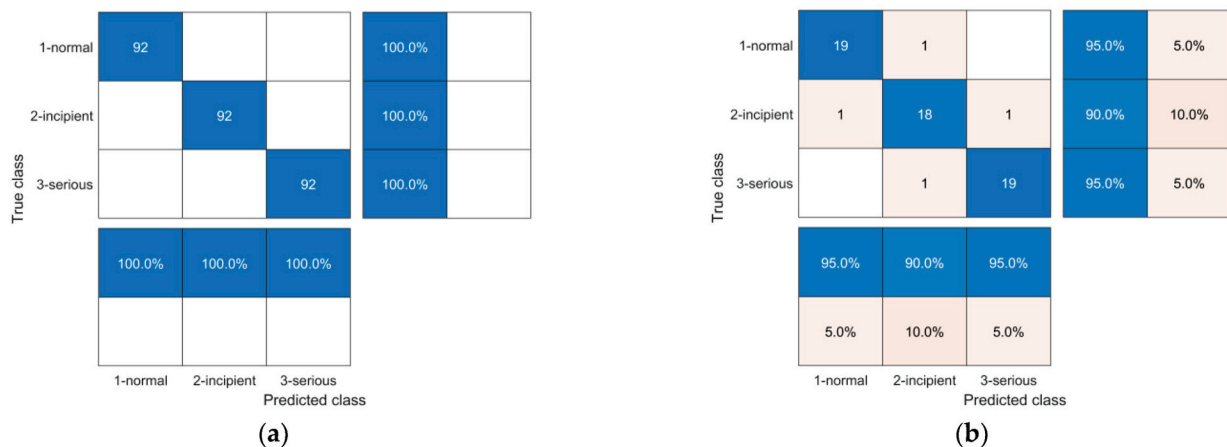 1-normal 92 100.0%
2-incipient 92 100.0%
3-serious 92 100.0%
True class
100.0% 100.0% 100.0%
1-normal 2-incipient 3-serious
Predicted class
(a)
1-normal 19 1 95.0% 5.0%
2-incipient 1 18 1 90.0% 10.0%
3-serious 1 19 95.0% 5.0%
True class
95.0% 90.0% 95.0%
5.0% 10.0% 5.0%
1-normal 2-incipient 3-serious
Predicted class
(b)